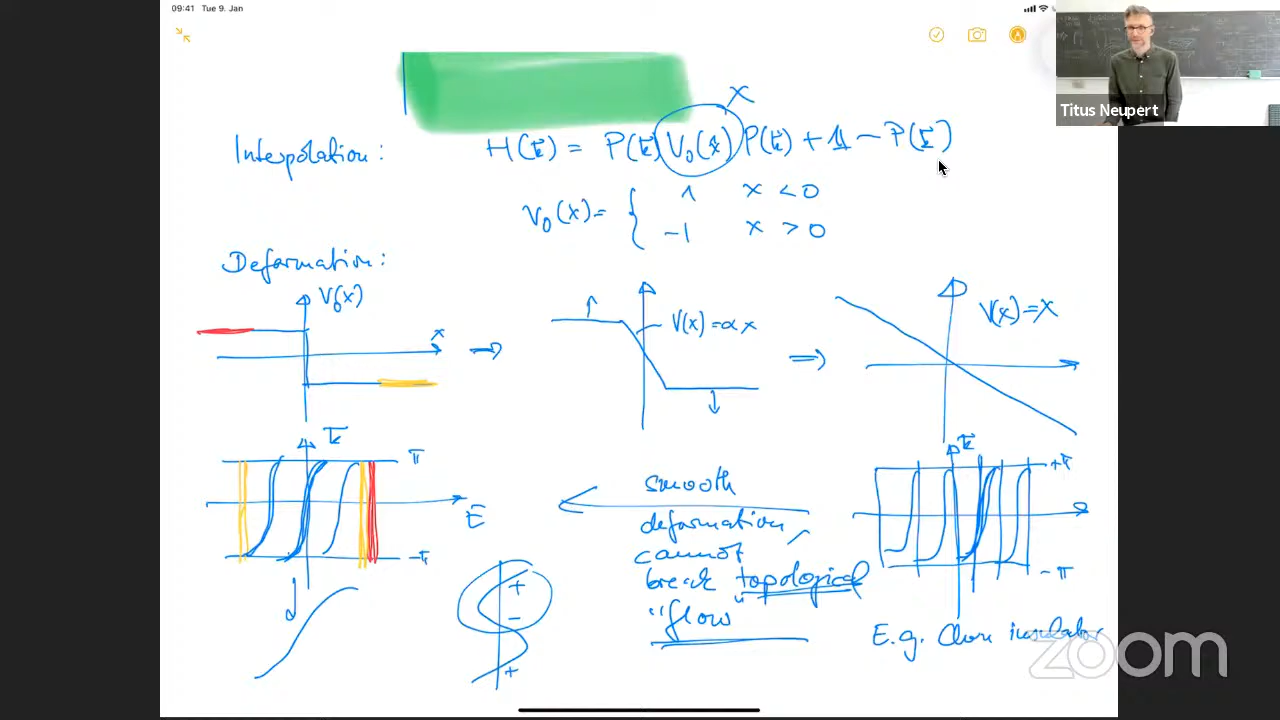 09:41 Tue 9. Jan
Titus Neupert
x
Interpolation: H(k⃗) = P(k⃗) V₀(x̂) P(k⃗) + 𝟙 − P(k⃗)
V₀(x) = { 1 x < 0
−1 x > 0
Deformation:
V₀(x)
x
⇒
V(x) = αx
⇒
V(x) = x
k⃗
π
E
−π
smooth
deformation
cannot
break topological
"flow"
+
−
+
k⃗
+π
−π
E.g. Chern insulator
zoom